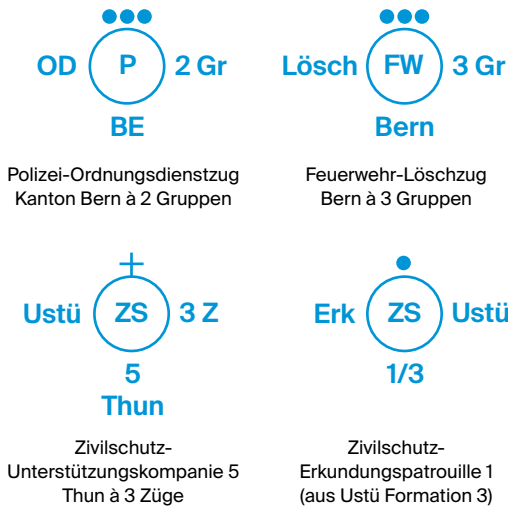 OD P 2 Gr
BE
Polizei-Ordnungsdienstzug
Kanton Bern à 2 Gruppen
Lösch FW 3 Gr
Bern
Feuerwehr-Löschzug
Bern à 3 Gruppen
Ustü ZS 3 Z
5
Thun
Zivilschutz-
Unterstützungskompanie 5
Thun à 3 Züge
Erk ZS Ustü
1/3
Zivilschutz-
Erkundungspatrouille 1
(aus Ustü Formation 3)